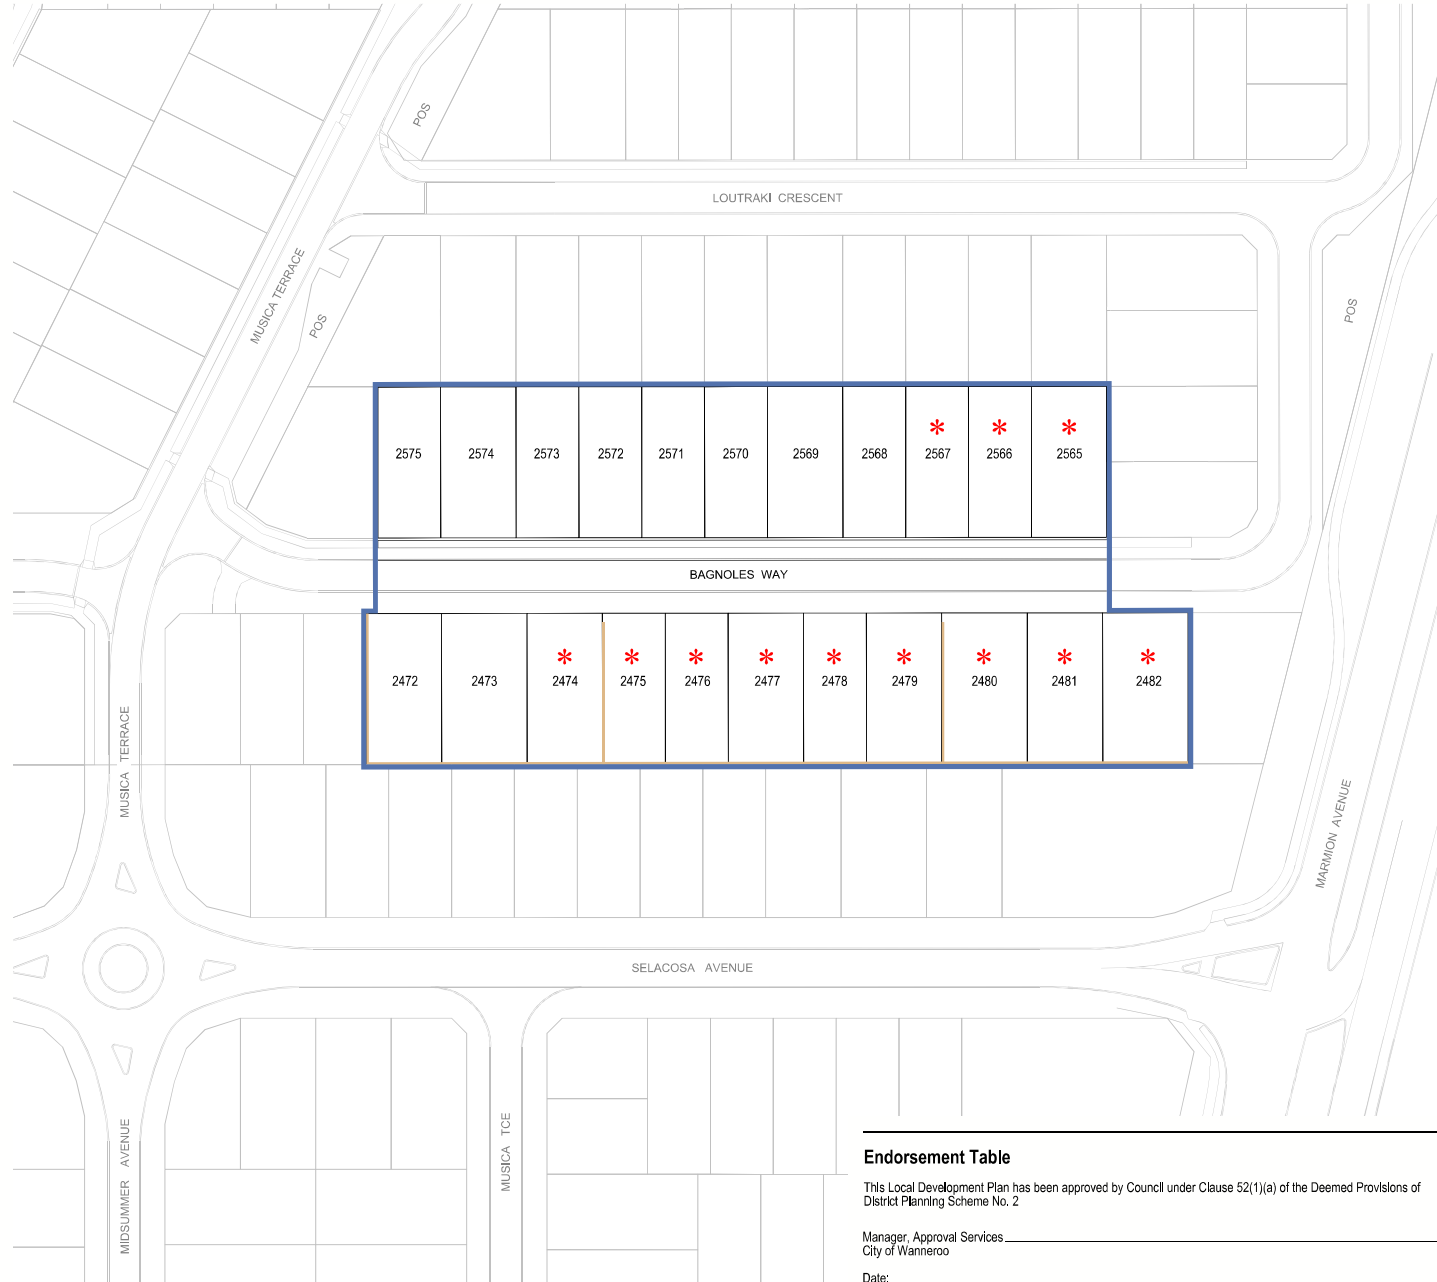 POS
LOUTRAKI CRESCENT
MUSICA TERRACE
POS
POS
* * *
2575 2574 2573 2572 2571 2570 2569 2568 2567 2566 2565
BAGNOLES WAY
* * * * * * * * *
2472 2473 2474 2475 2476 2477 2478 2479 2480 2481 2482
MUSICA TERRACE
MARMION AVENUE
SELACOSA AVENUE
MIDSUMMER AVENUE
MUSICA TCE
Endorsement Table
This Local Development Plan has been approved by Council under Clause 52(1)(a) of the Deemed Provisions of
District Planning Scheme No. 2
Manager, Approval Services
City of Wanneroo
Date: